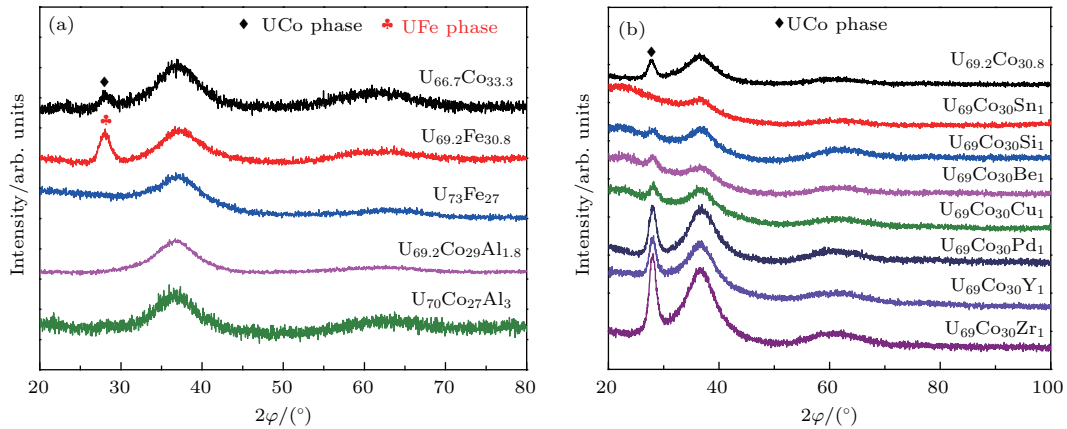 (a)
♦ UCo phase ♣ UFe phase
U66.7Co33.3
U69.2Fe30.8
U73Fe27
U69.2Co29Al1.8
U70Co27Al3
Intensity/arb. units
20 30 40 50 60 70 80
2φ/(°)
(b)
♦ UCo phase
U69.2Co30.8
U69Co30Sn1
U69Co30Si1
U69Co30Be1
U69Co30Cu1
U69Co30Pd1
U69Co30Y1
U69Co30Zr1
Intensity/arb. units
20 40 60 80 100
2φ/(°)